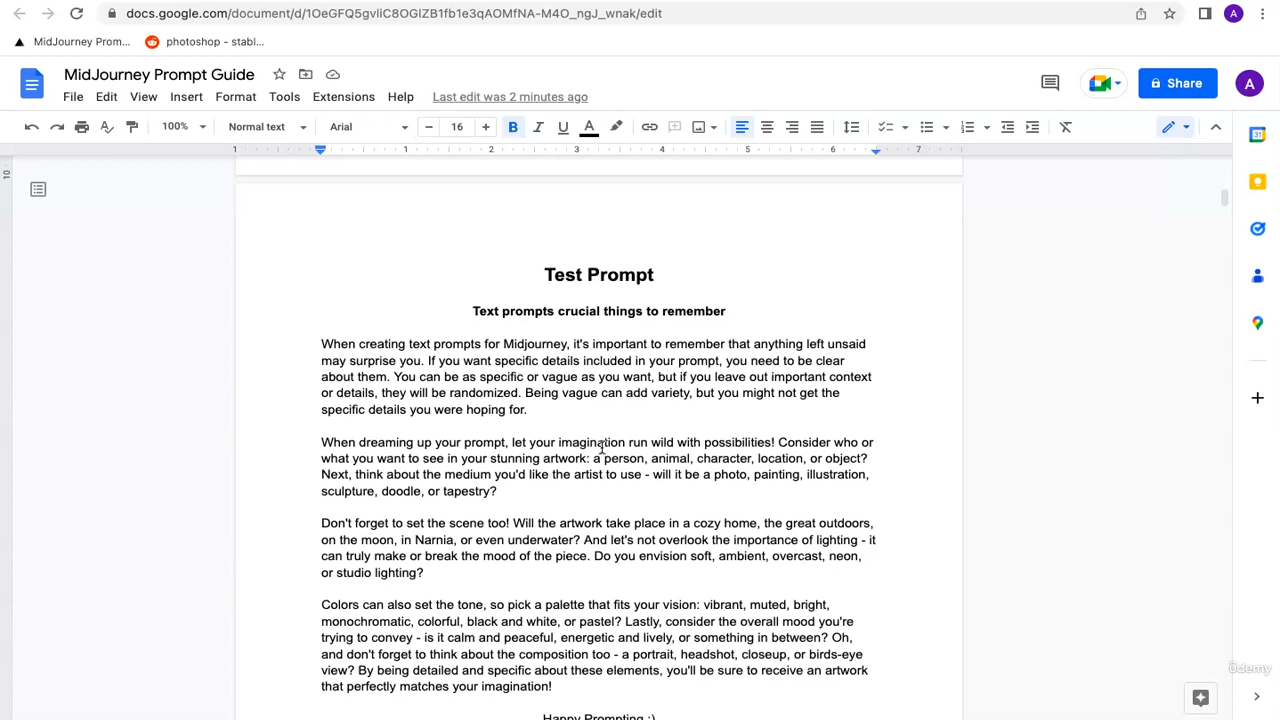 docs.google.com/document/d/1OeGFQ5gvliC8OGlZB1fb1e3qAOMfNA-M4O_ngJ_wnak/edit
A
MidJourney Prom...
photoshop - stabl...
MidJourney Prompt Guide
Share
A
File Edit View Insert Format Tools Extensions Help Last edit was 2 minutes ago
100% Normal text Arial 16
1 1 2 3 4 5 6 7
10
31
Test Prompt
Text prompts crucial things to remember
When creating text prompts for Midjourney, it's important to remember that anything left unsaid
may surprise you. If you want specific details included in your prompt, you need to be clear
about them. You can be as specific or vague as you want, but if you leave out important context
or details, they will be randomized. Being vague can add variety, but you might not get the
specific details you were hoping for.
When dreaming up your prompt, let your imagination run wild with possibilities! Consider who or
what you want to see in your stunning artwork: a person, animal, character, location, or object?
Next, think about the medium you'd like the artist to use - will it be a photo, painting, illustration,
sculpture, doodle, or tapestry?
Don't forget to set the scene too! Will the artwork take place in a cozy home, the great outdoors,
on the moon, in Narnia, or even underwater? And let's not overlook the importance of lighting - it
can truly make or break the mood of the piece. Do you envision soft, ambient, overcast, neon,
or studio lighting?
Colors can also set the tone, so pick a palette that fits your vision: vibrant, muted, bright,
monochromatic, colorful, black and white, or pastel? Lastly, consider the overall mood you're
trying to convey - is it calm and peaceful, energetic and lively, or something in between? Oh,
and don't forget to think about the composition too - a portrait, headshot, closeup, or birds-eye
view? By being detailed and specific about these elements, you'll be sure to receive an artwork
that perfectly matches your imagination!
Happy Prompting :)
ûdemy